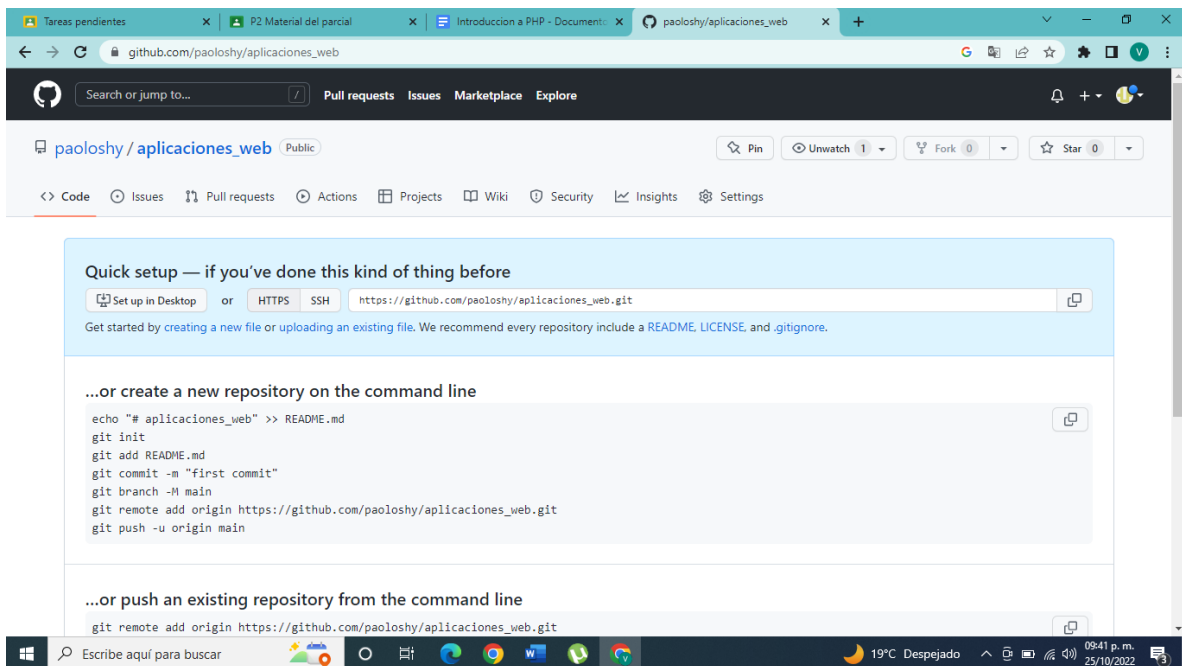 Tareas pendientes
P2 Material del parcial
Introduccion a PHP - Documento
paoloshy/aplicaciones_web
github.com/paoloshy/aplicaciones_web
V
Search or jump to...
/
Pull requests Issues Marketplace Explore
paoloshy / aplicaciones_web Public
Pin
Unwatch 1
Fork 0
Star 0
Code Issues Pull requests Actions Projects Wiki Security Insights Settings
Quick setup — if you've done this kind of thing before
Set up in Desktop or HTTPS SSH https://github.com/paoloshy/aplicaciones_web.git
Get started by creating a new file or uploading an existing file. We recommend every repository include a README, LICENSE, and .gitignore.
...or create a new repository on the command line
echo "# aplicaciones_web" >> README.md
git init
git add README.md
git commit -m "first commit"
git branch -M main
git remote add origin https://github.com/paoloshy/aplicaciones_web.git
git push -u origin main
...or push an existing repository from the command line
git remote add origin https://github.com/paoloshy/aplicaciones_web.git
Escribe aquí para buscar
19°C Despejado
09:41 p. m.
25/10/2022
3